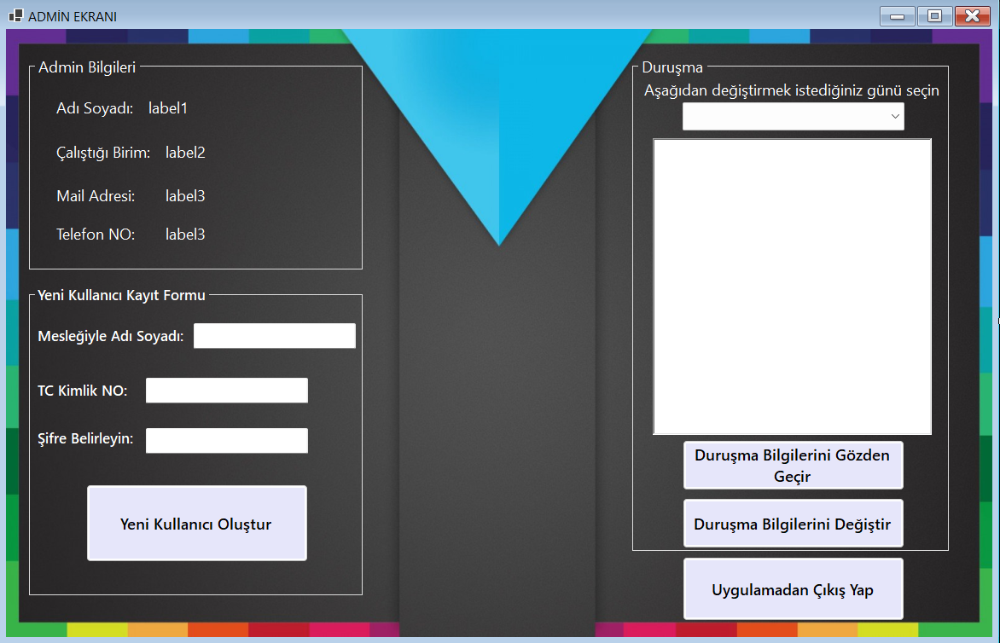 ADMİN EKRANI
Admin Bilgileri
Adı Soyadı: label1
Çalıştığı Birim: label2
Mail Adresi: label3
Telefon NO: label3
Yeni Kullanıcı Kayıt Formu
Mesleğiyle Adı Soyadı:
TC Kimlik NO:
Şifre Belirleyin:
Yeni Kullanıcı Oluştur
Duruşma
Aşağıdan değiştirmek istediğiniz günü seçin
Duruşma Bilgilerini Gözden
Geçir
Duruşma Bilgilerini Değiştir
Uygulamadan Çıkış Yap